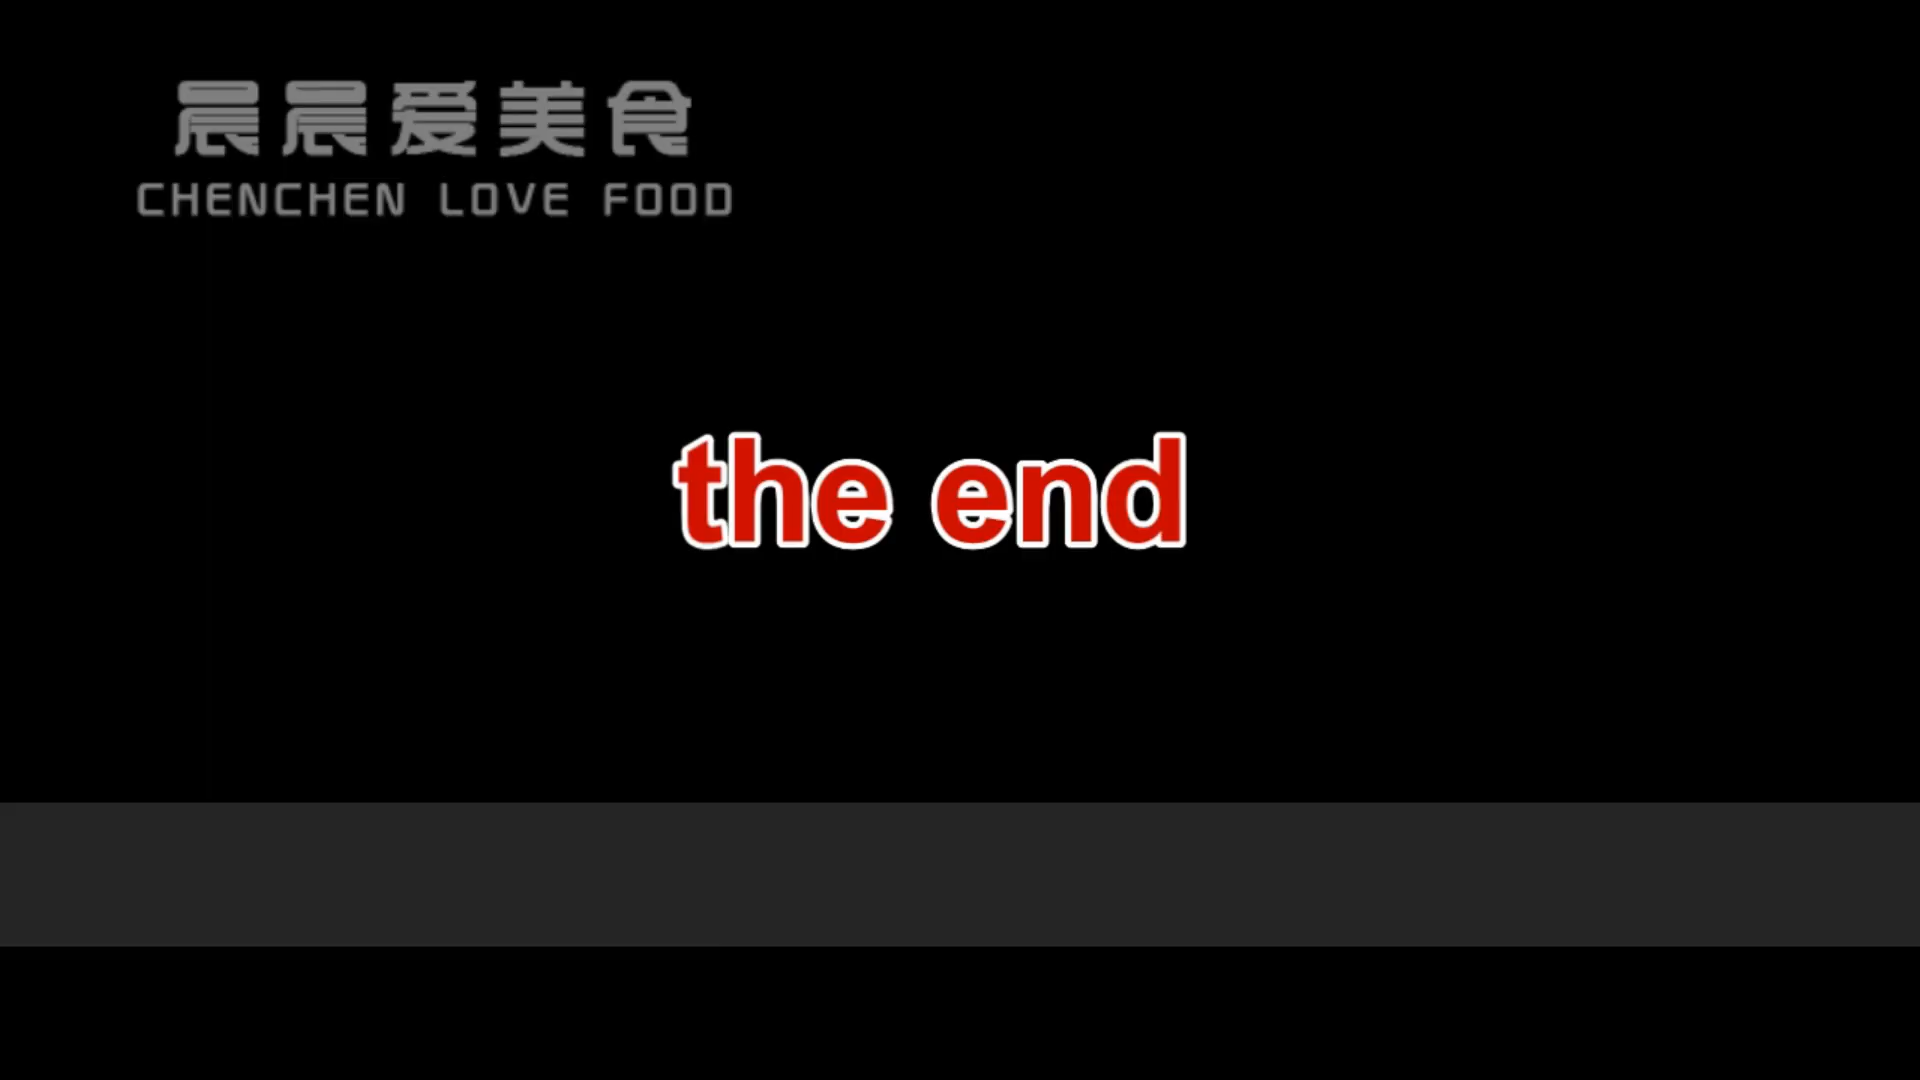 晨晨爱美食
CHENCHEN LOVE FOOD
the end